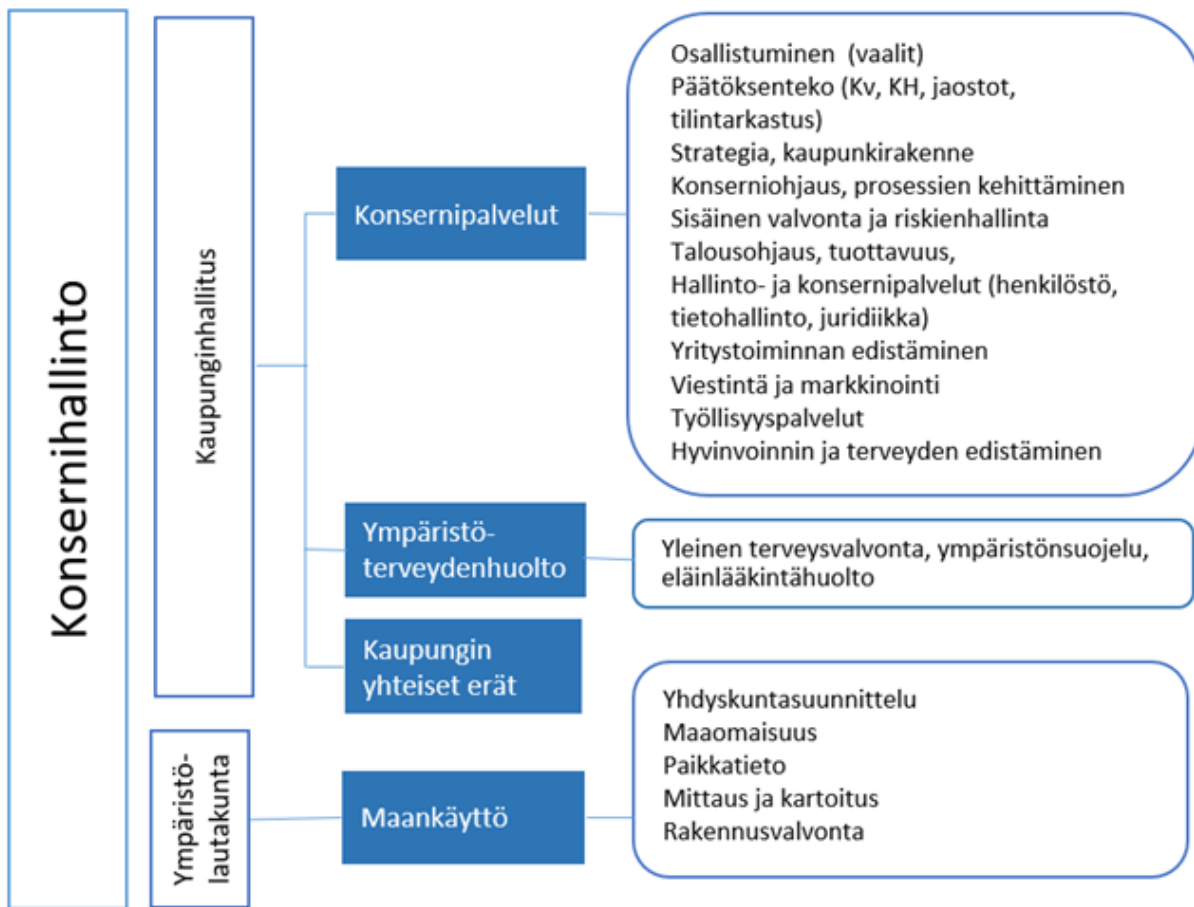 Konsernihallinto
Kaupunginhallitus
Konsernipalvelut
Osallistuminen (vaalit)
Päätöksenteko (Kv, KH, jaostot,
tilintarkastus)
Strategia, kaupunkirakenne
Konserniohjaus, prosessien kehittäminen
Sisäinen valvonta ja riskienhallinta
Talousohjaus, tuottavuus,
Hallinto- ja konsernipalvelut (henkilöstö,
tietohallinto, juridiikka)
Yritystoiminnan edistäminen
Viestintä ja markkinointi
Työllisyyspalvelut
Hyvinvoinnin ja terveyden edistäminen
Ympäristö-
terveydenhuolto
Yleinen terveysvalvonta, ympäristönsuojelu,
eläinlääkintähuolto
Kaupungin
yhteiset erät
Ympäristö-
lautakunta
Maankäyttö
Yhdyskuntasuunnittelu
Maaomaisuus
Paikkatieto
Mittaus ja kartoitus
Rakennusvalvonta